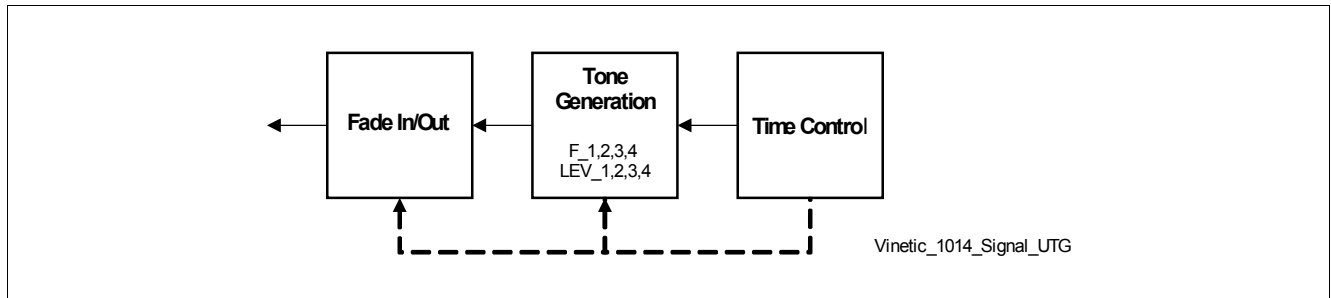 Fade In/Out
Tone
Generation
F_1,2,3,4
LEV_1,2,3,4
Time Control
Vinetic_1014_Signal_UTG